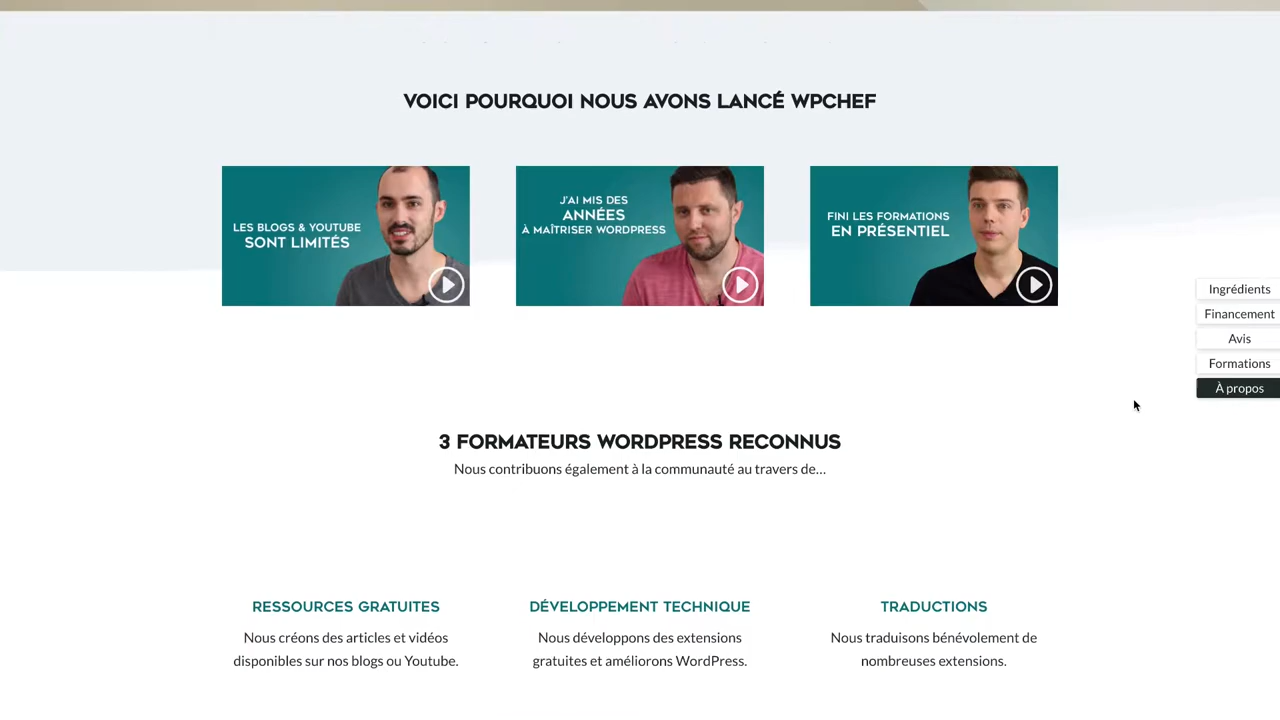 VOICI POURQUOI NOUS AVONS LANCÉ WPCHEF
LES BLOGS & YOUTUBE
SONT LIMITÉS
J'AI MIS DES
ANNÉES
À MAÎTRISER WORDPRESS
FINI LES FORMATIONS
EN PRÉSENTIEL
Ingrédients
Financement
Avis
Formations
À propos
3 FORMATEURS WORDPRESS RECONNUS
Nous contribuons également à la communauté au travers de...
RESSOURCES GRATUITES
Nous créons des articles et vidéos
disponibles sur nos blogs ou Youtube.
DÉVELOPPEMENT TECHNIQUE
Nous développons des extensions
gratuites et améliorons WordPress.
TRADUCTIONS
Nous traduisons bénévolement de
nombreuses extensions.